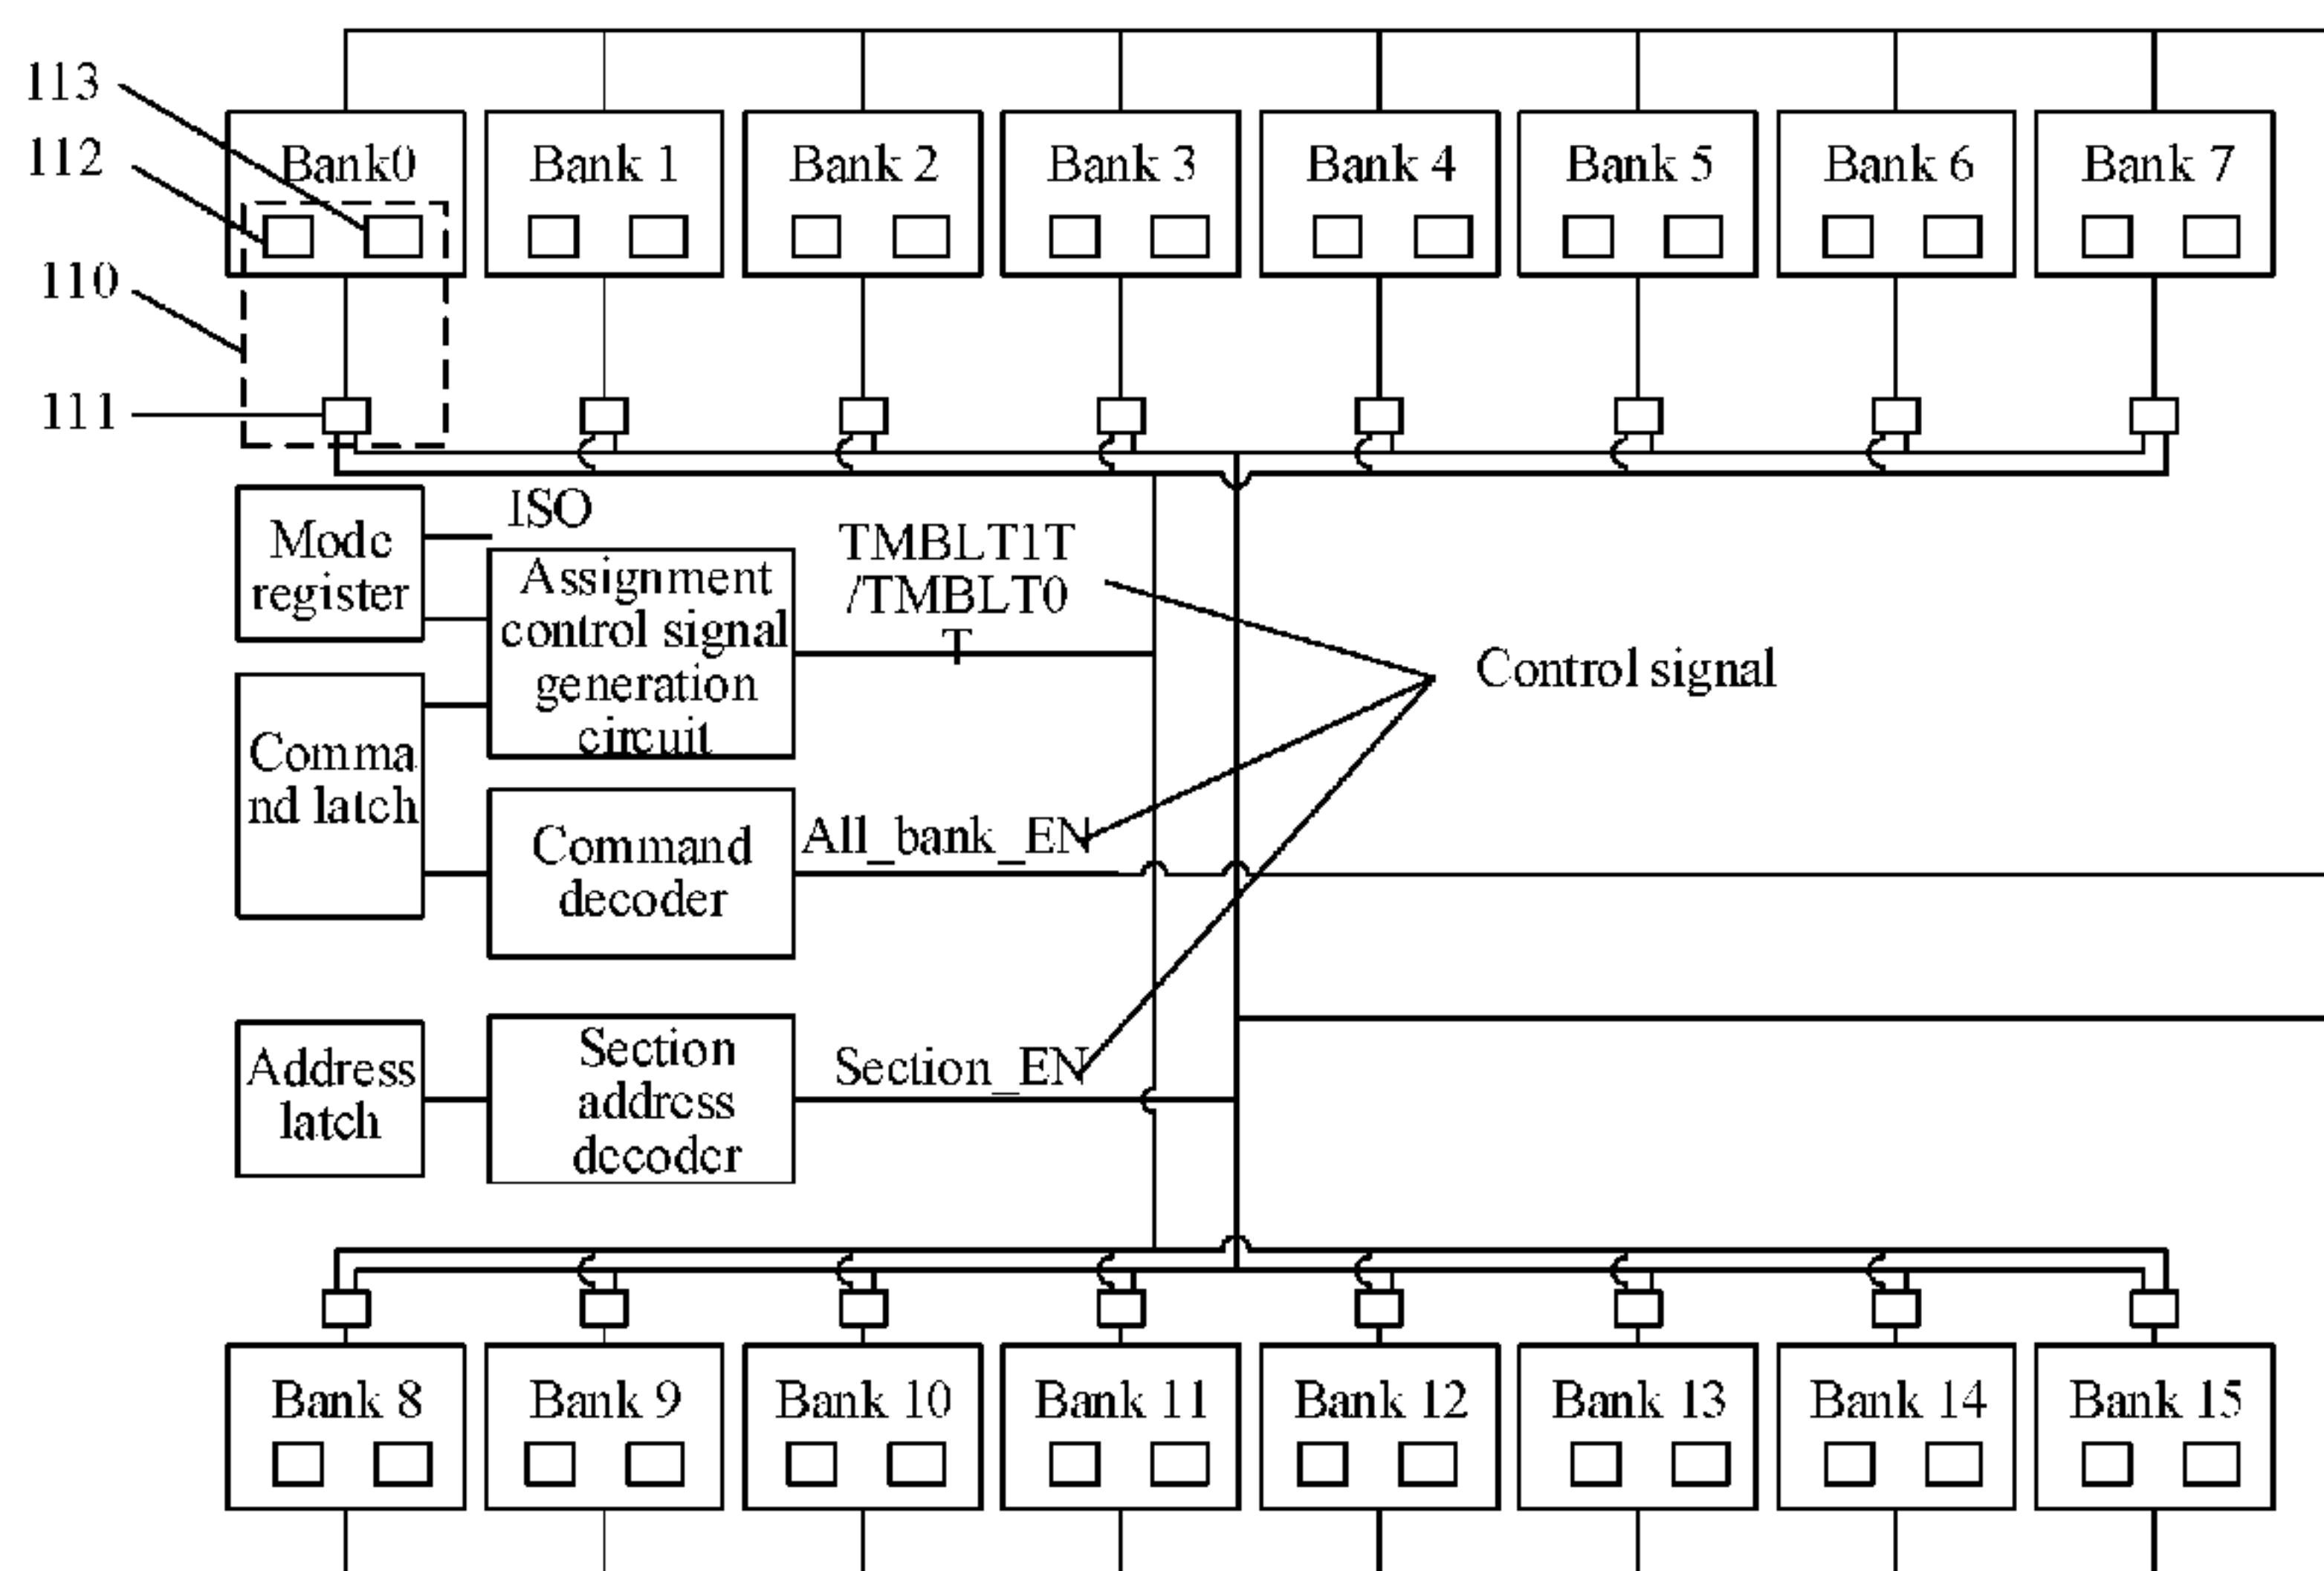 113
112
110
111
Bank0
Bank 1
Bank 2
Bank 3
Bank 4
Bank 5
Bank 6
Bank 7
Mode
register
ISO
Assignment
control signal
generation
circuit
TMBLT1T
/TMBLT0
T
Control signal
Comma
nd latch
Command
decoder
All_bank_EN
Address
latch
Section
address
decoder
Section_EN
Bank 8
Bank 9
Bank 10
Bank 11
Bank 12
Bank 13
Bank 14
Bank 15